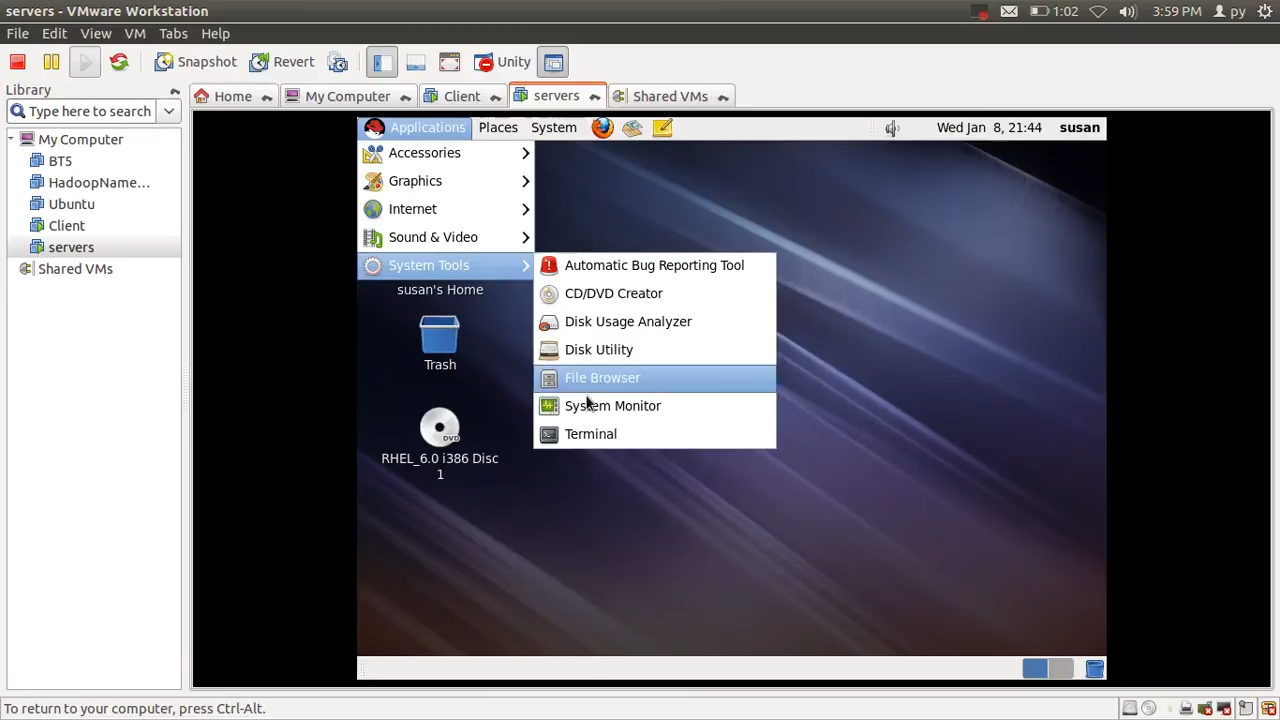 servers - VMware Workstation
1:02
3:59 PM
py
File Edit View VM Tabs Help
Snapshot Revert Unity
Library
Type here to search
My Computer
BT5
HadoopName...
Ubuntu
Client
servers
Shared VMs
Home My Computer Client servers Shared VMs
Applications Places System
Wed Jan 8, 21:44 susan
Accessories
Graphics
Internet
Sound & Video
System Tools
Automatic Bug Reporting Tool
CD/DVD Creator
Disk Usage Analyzer
Disk Utility
File Browser
System Monitor
Terminal
susan's Home
Trash
DVD
RHEL_6.0 i386 Disc
1
To return to your computer, press Ctrl-Alt.